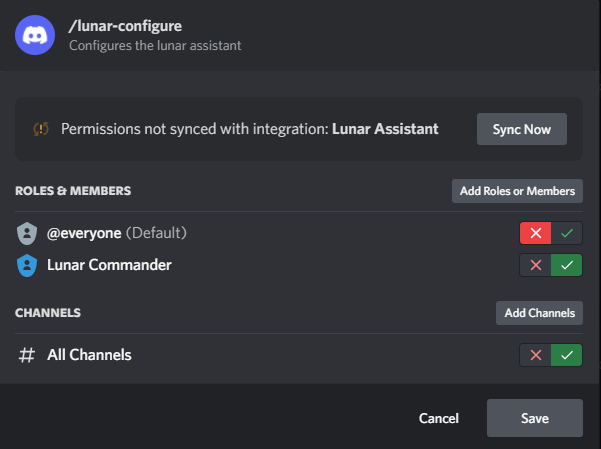 /lunar-configure
Configures the lunar assistant
Permissions not synced with integration: Lunar Assistant
Sync Now
ROLES & MEMBERS
Add Roles or Members
@everyone (Default)
Lunar Commander
CHANNELS
Add Channels
All Channels
Cancel
Save